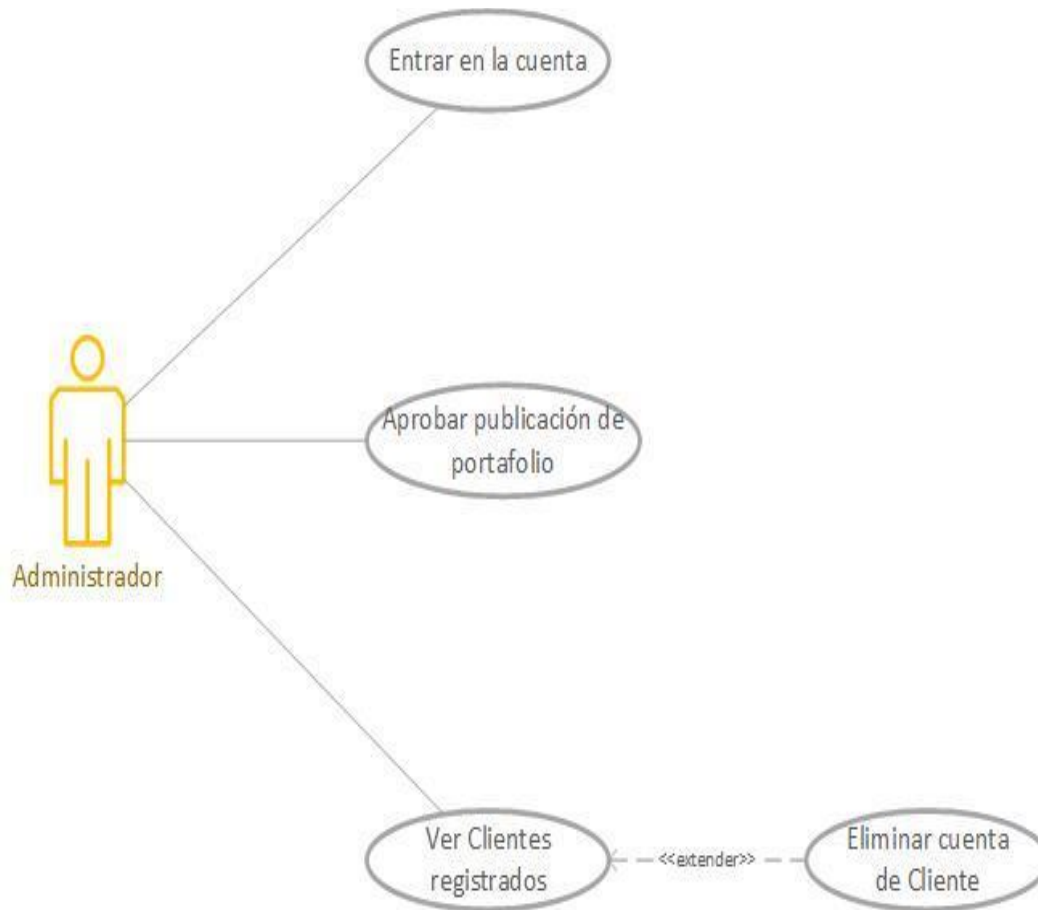 Entrar en la cuenta
Aprobar publicación de
portafolio
Administrador
Ver Clientes
registrados
<<extender>>
Eliminar cuenta
de Cliente